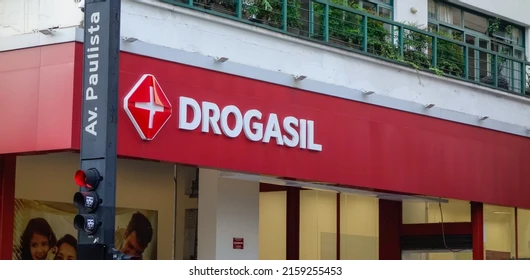 Av. Paulista
DROGASIL
shutterstock.com · 2159255453